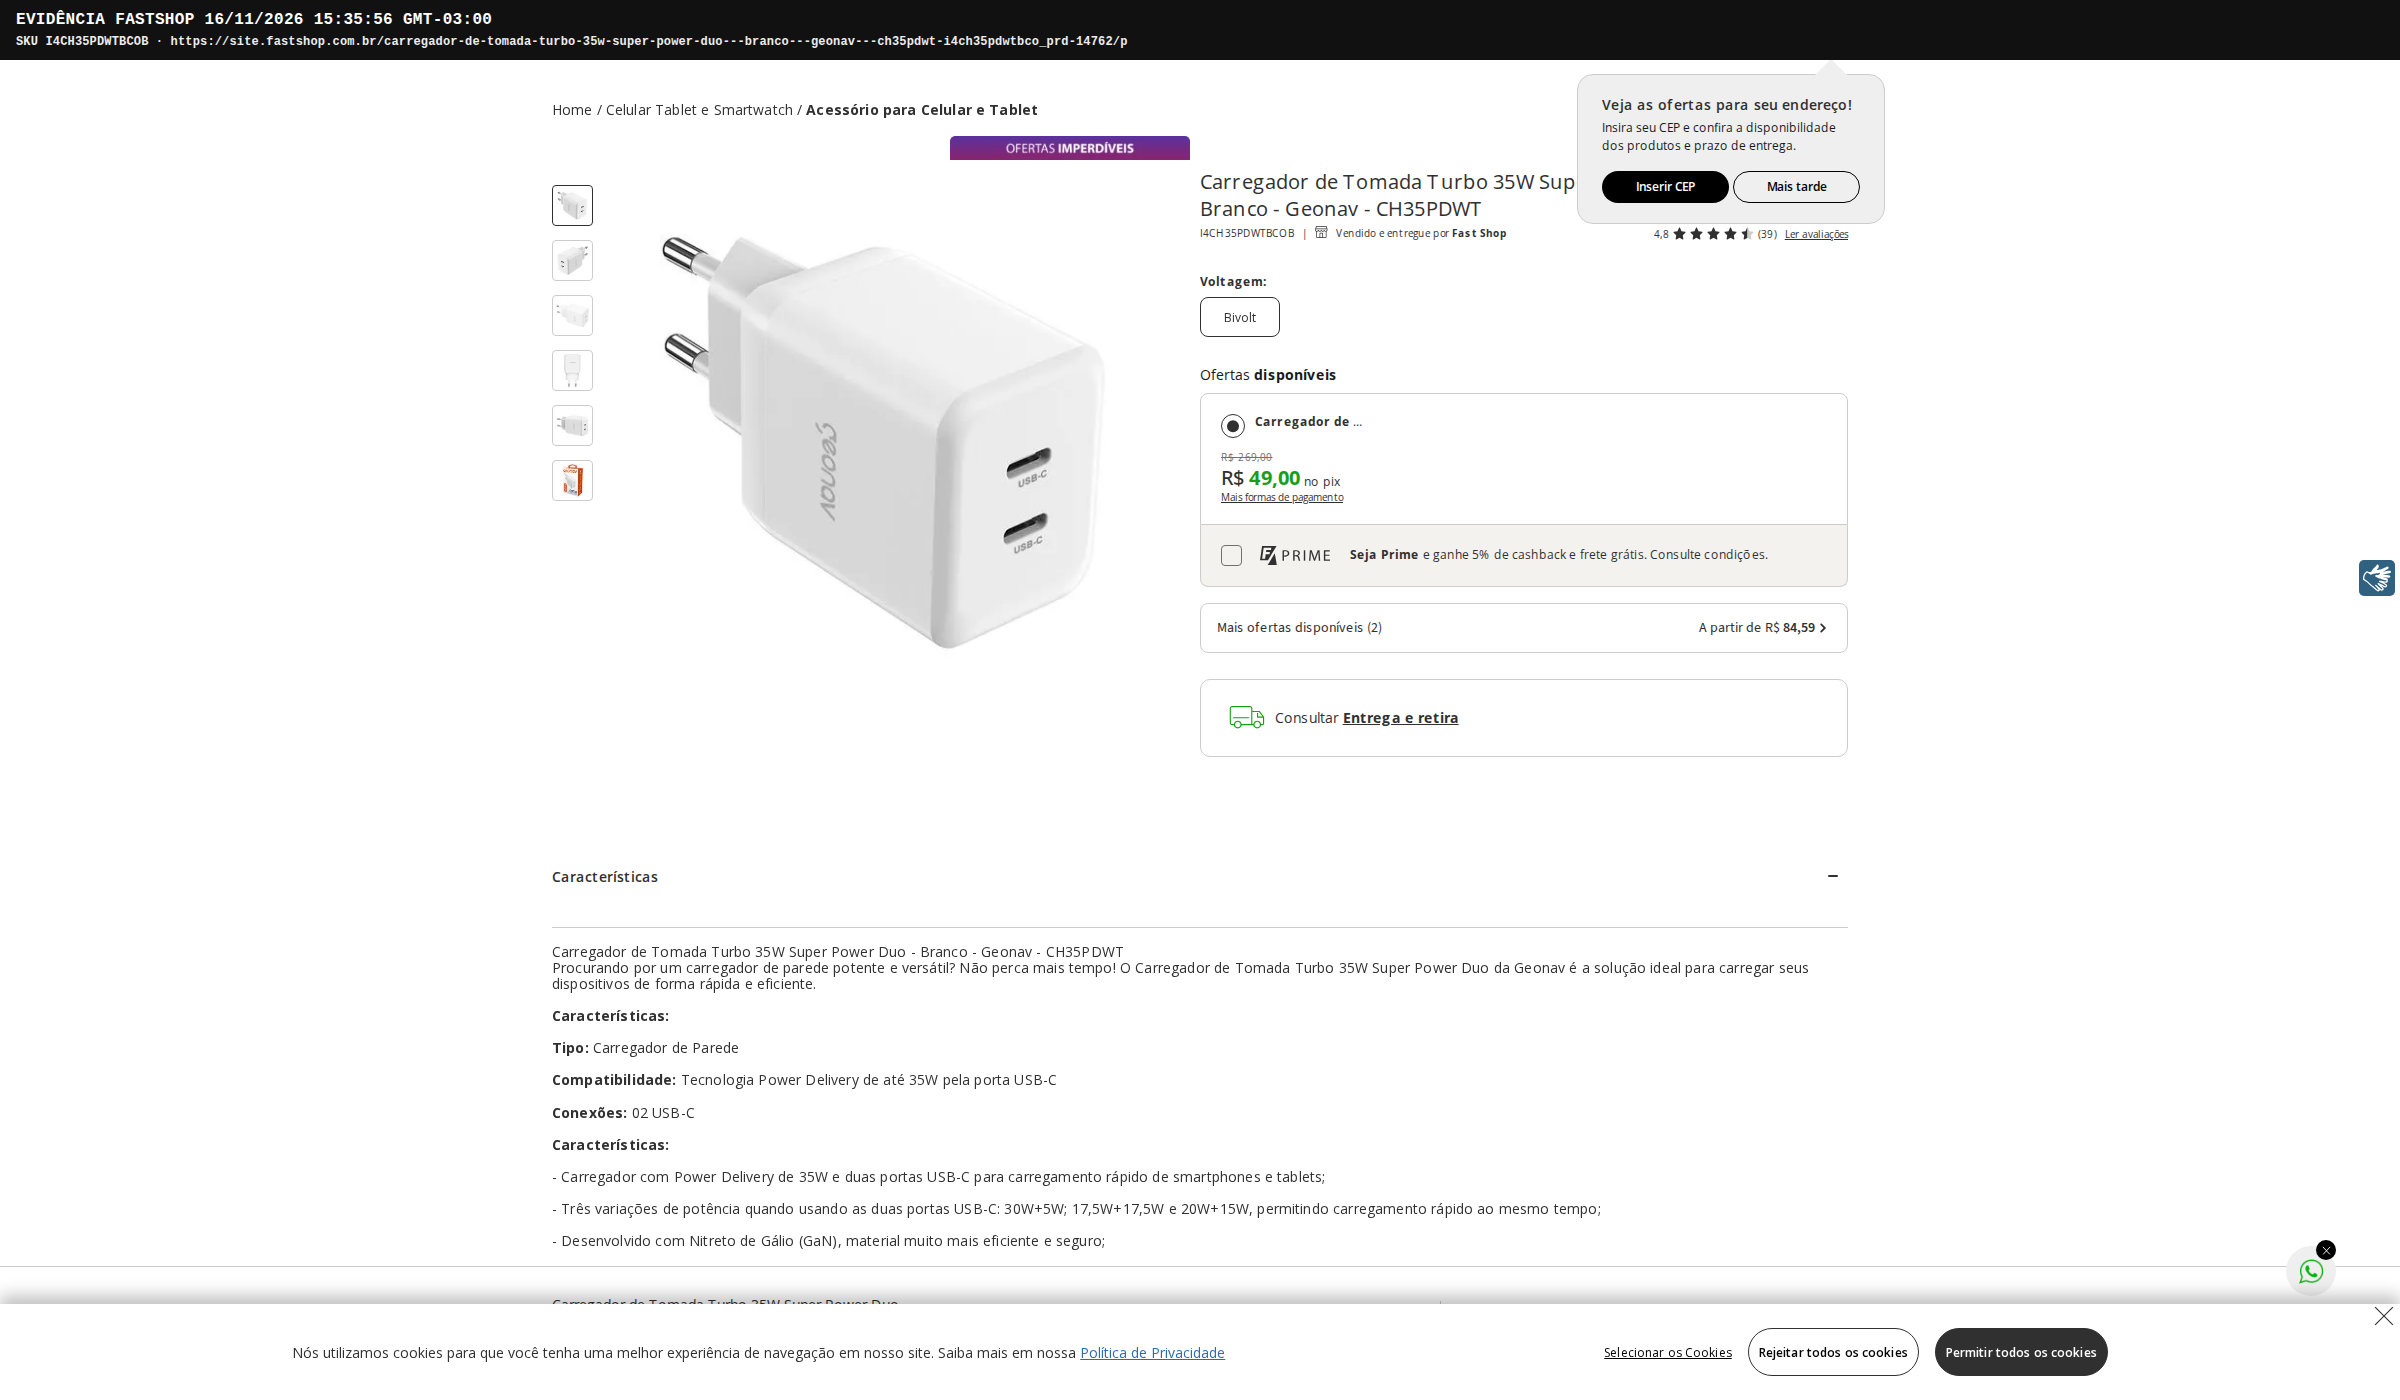 EVIDÊNCIA FASTSHOP 16/11/2026 15:35:56 GMT-03:00
SKU I4CH35PDWTBCOB · https://site.fastshop.com.br/carregador-de-tomada-turbo-35w-super-power-duo---branco---geonav---ch35pdwt-i4ch35pdwtbco_prd-14762/p
Veja as ofertas para seu endereço!
Insira seu CEP e confira a disponibilidade
dos produtos e prazo de entrega.
Inserir CEP Mais tarde
Home / Celular Tablet e Smartwatch / Acessório para Celular e Tablet
OFERTAS IMPERDÍVEIS
Carregador de Tomada Turbo 35W Sup
Branco - Geonav - CH35PDWT
I4CH35PDWTBCOB | Vendido e entregue por Fast Shop 4,8 (39) Ler avaliações
Voltagem:
Bivolt
Geonav
USB-C
USB-C
Ofertas disponíveis
Carregador de ...
R$ 269,00
R$ 49,00 no pix
Mais formas de pagamento
PRIME Seja Prime e ganhe 5% de cashback e frete grátis. Consulte condições.
Mais ofertas disponíveis (2) A partir de R$ 84,59
Consultar Entrega e retira
Características
Carregador de Tomada Turbo 35W Super Power Duo - Branco - Geonav - CH35PDWT
Procurando por um carregador de parede potente e versátil? Não perca mais tempo! O Carregador de Tomada Turbo 35W Super Power Duo da Geonav é a solução ideal para carregar seus
dispositivos de forma rápida e eficiente.
Características:
Tipo: Carregador de Parede
Compatibilidade: Tecnologia Power Delivery de até 35W pela porta USB-C
Conexões: 02 USB-C
Características:
- Carregador com Power Delivery de 35W e duas portas USB-C para carregamento rápido de smartphones e tablets;
- Três variações de potência quando usando as duas portas USB-C: 30W+5W; 17,5W+17,5W e 20W+15W, permitindo carregamento rápido ao mesmo tempo;
- Desenvolvido com Nitreto de Gálio (GaN), material muito mais eficiente e seguro;
Carregador de Tomada Turbo 35W Super Power Duo
Nós utilizamos cookies para que você tenha uma melhor experiência de navegação em nosso site. Saiba mais em nossa Política de Privacidade
Selecionar os Cookies Rejeitar todos os cookies Permitir todos os cookies